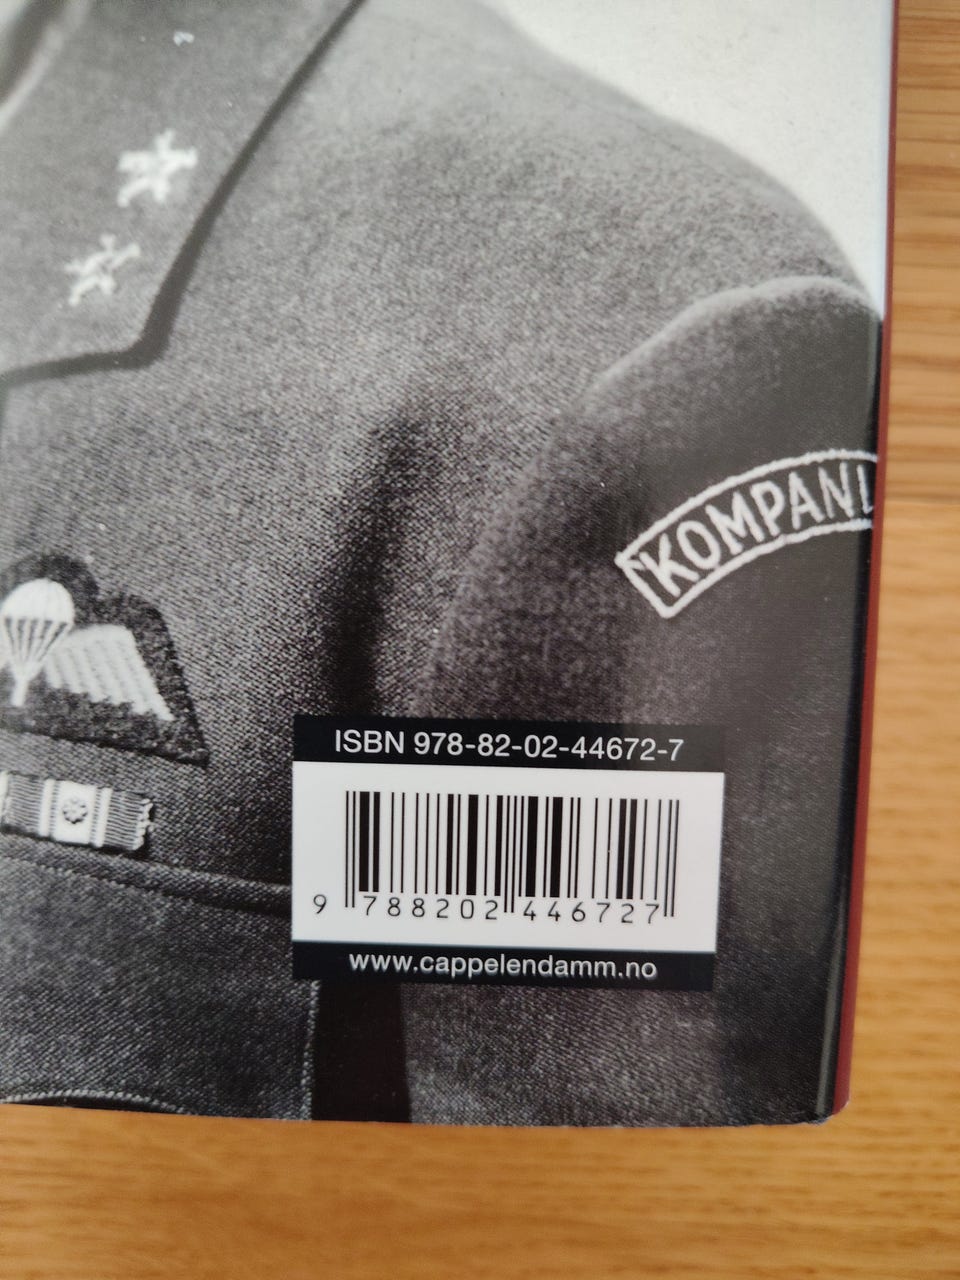 KOMPANI
ISBN 978-82-02-44672-7
9 788202 446727
www.cappelendamm.no